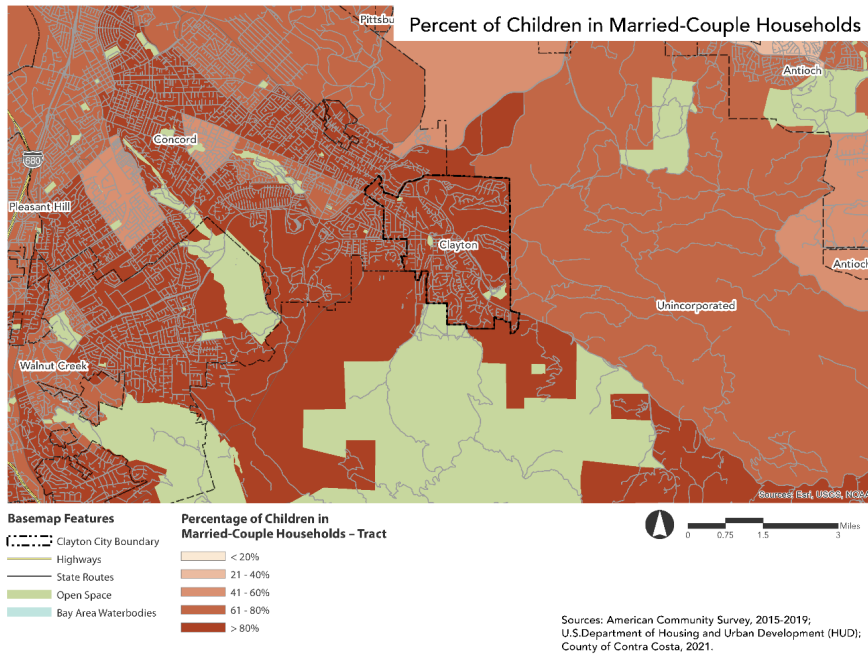 Percent of Children in Married-Couple Households
Antioch
Concord
680
Pleasant Hill
Clayton
Antioch
Unincorporated
Walnut Creek
Sources: Esri, USGS, NOAA
Basemap Features
Clayton City Boundary
Highways
State Routes
Open Space
Bay Area Waterbodies
Percentage of Children in
Married-Couple Households – Tract
< 20%
21 - 40%
41 - 60%
61 - 80%
> 80%
0 0.75 1.5 3 Miles
Sources: American Community Survey, 2015-2019;
U.S.Department of Housing and Urban Development (HUD);
County of Contra Costa, 2021.